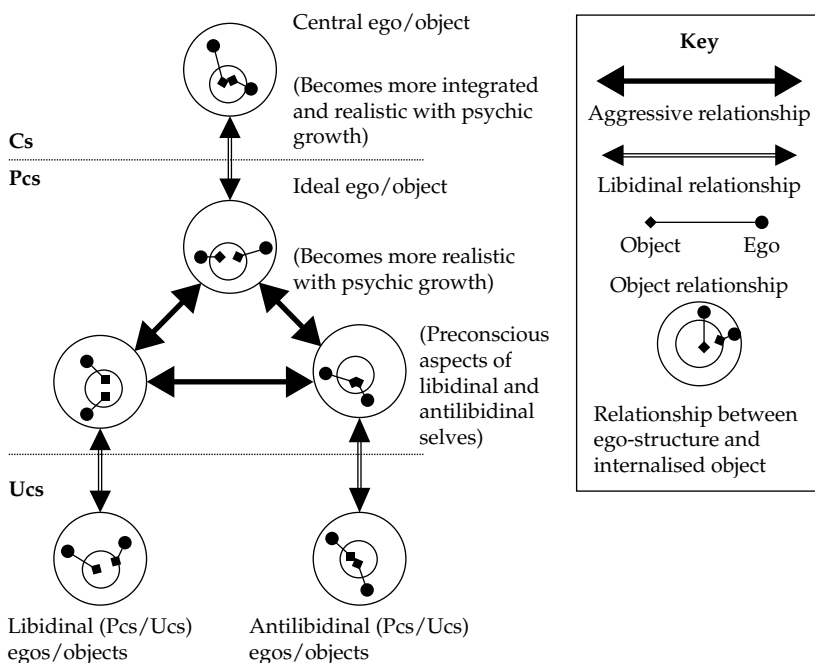 Central ego/object
(Becomes more integrated
and realistic with psychic
growth)
Cs
Pcs
Ideal ego/object
(Becomes more realistic
with psychic growth)
(Preconscious
aspects of
libidinal and
antilibidinal
selves)
Ucs
Libidinal (Pcs/Ucs)
egos/objects
Antilibidinal (Pcs/Ucs)
egos/objects
Key
Aggressive relationship
Libidinal relationship
Object Ego
Object relationship
Relationship between
ego-structure and
internalised object